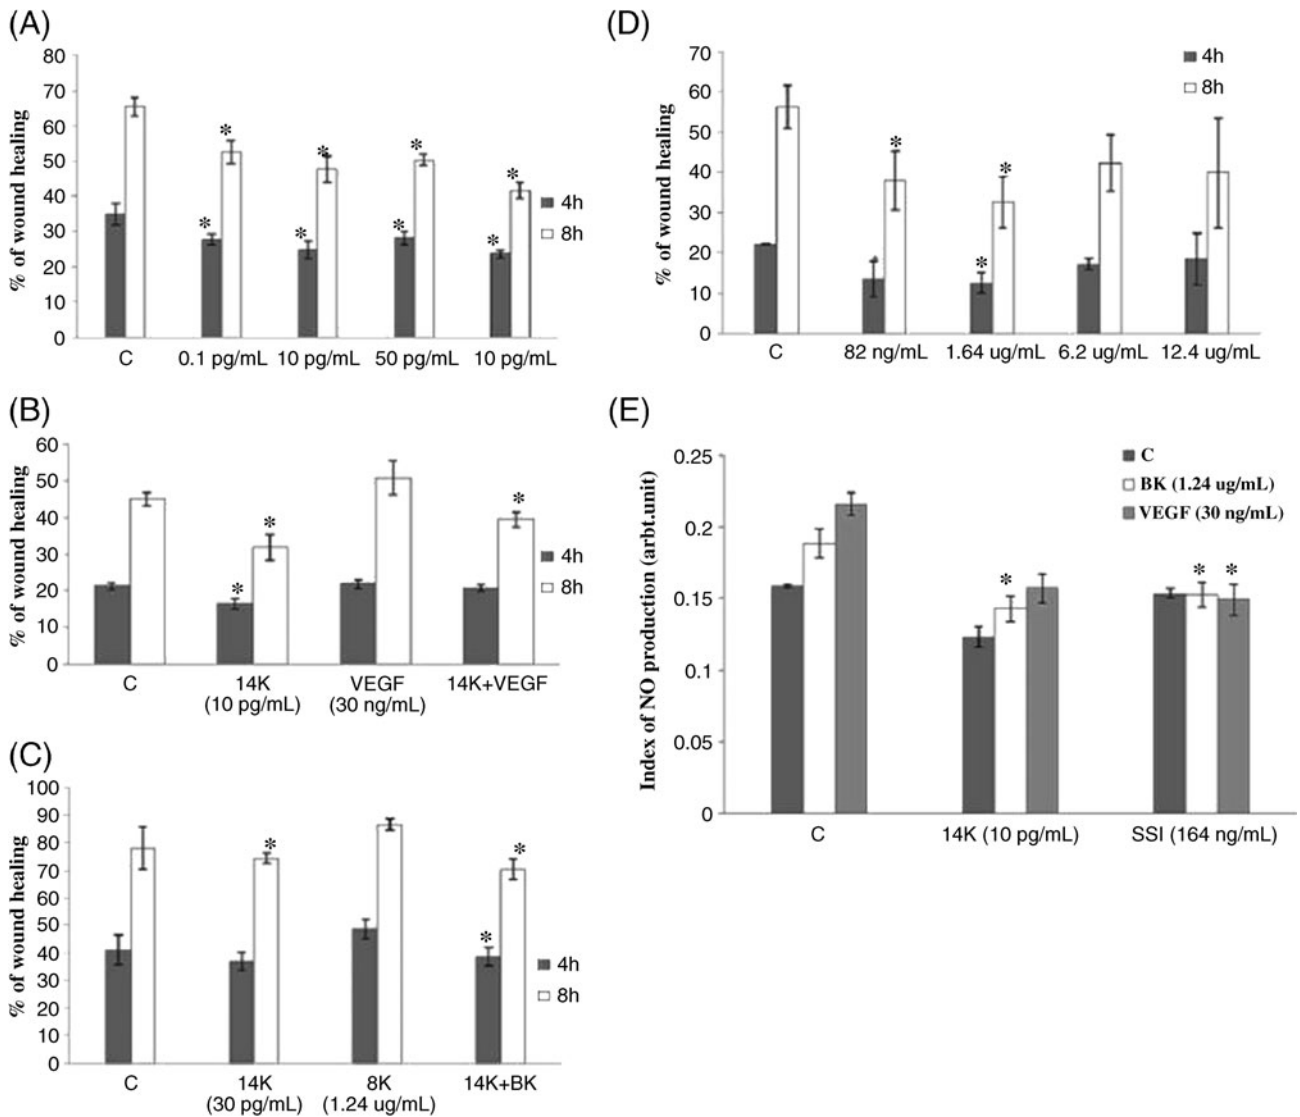 (A)
% of wound healing
80
70
60
50
40
30
20
10
0
* * * *
* * * *
4h
8h
C 0.1 pg/mL 10 pg/mL 50 pg/mL 10 pg/mL
(B)
% of wound healing
60
50
40
30
20
10
0
* *
*
4h
8h
C 14K VEGF 14K+VEGF
(10 pg/mL) (30 ng/mL)
(C)
% of wound healing
100
90
80
70
60
50
40
30
20
10
0
* *
*
4h
8h
C 14K 8K 14K+BK
(30 pg/mL) (1.24 ug/mL)
(D)
% of wound healing
70
60
50
40
30
20
10
0
4h
8h
* *
*
C 82 ng/mL 1.64 ug/mL 6.2 ug/mL 12.4 ug/mL
(E)
Index of NO production (arbt.unit)
0.25
0.2
0.15
0.1
0.05
0
C
BK (1.24 ug/mL)
VEGF (30 ng/mL)
* * *
C 14K (10 pg/mL) SSI (164 ng/mL)